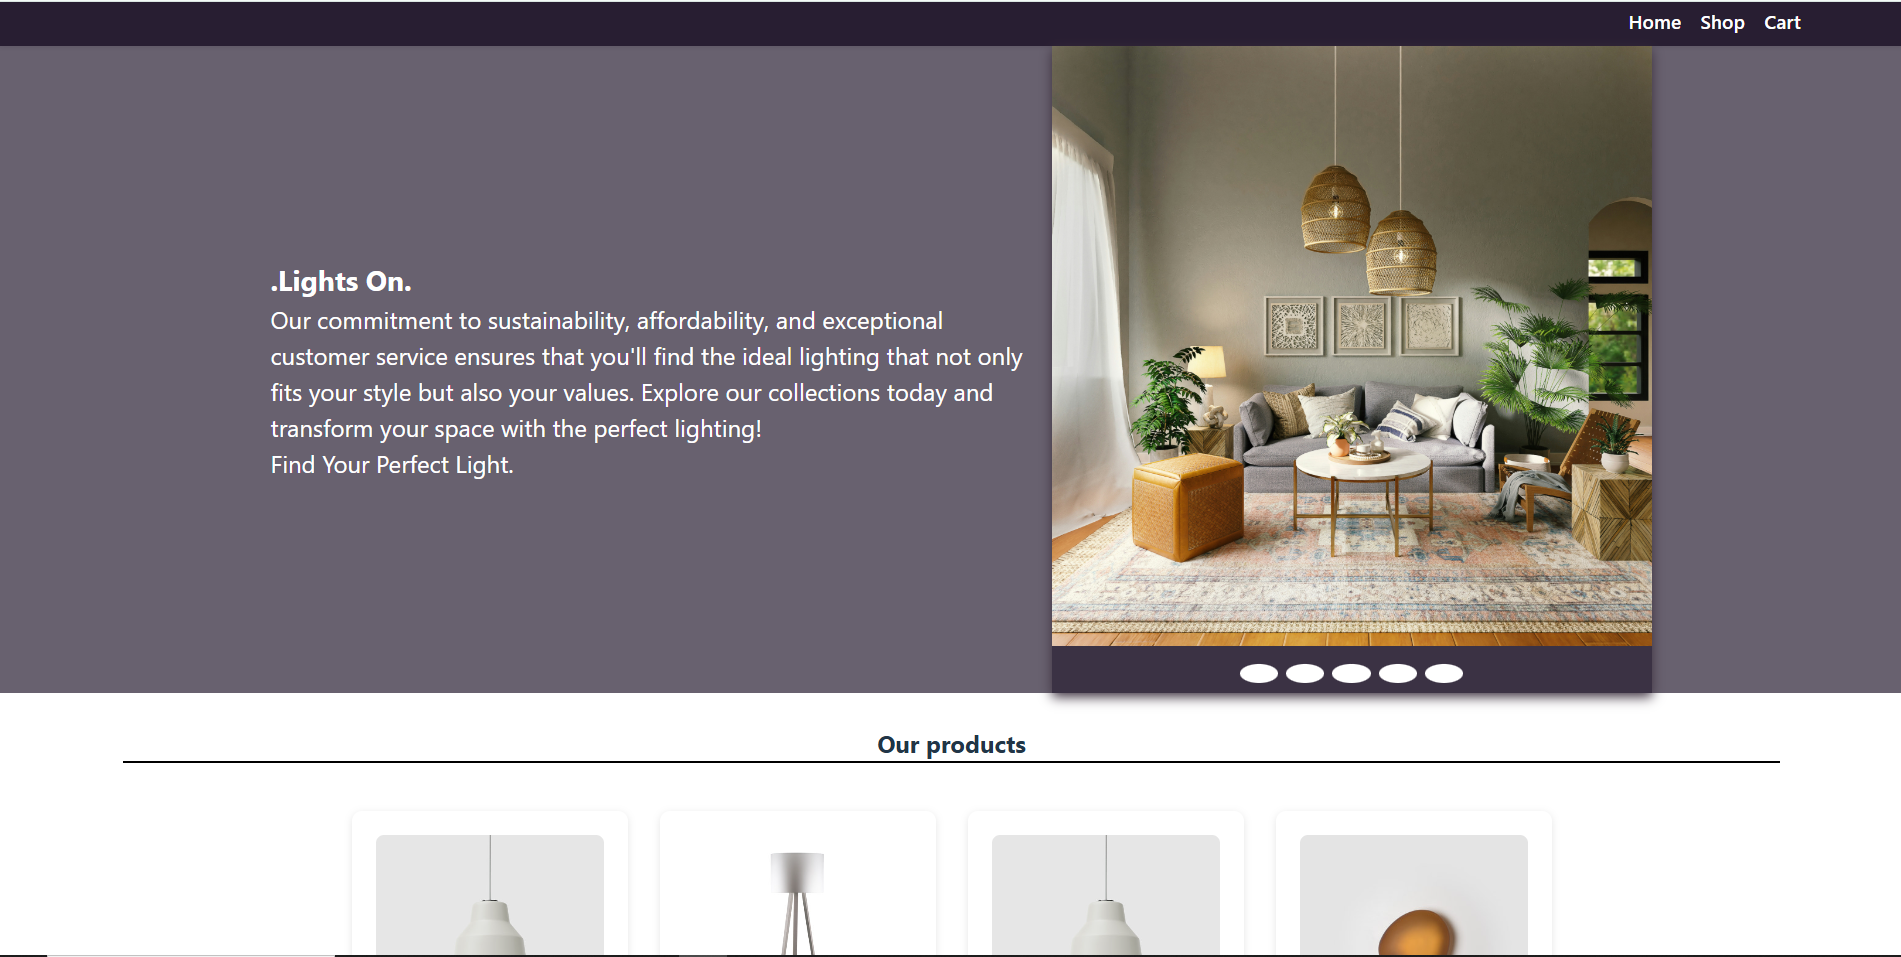 Home Shop Cart
.Lights On.
Our commitment to sustainability, affordability, and exceptional
customer service ensures that you'll find the ideal lighting that not only
fits your style but also your values. Explore our collections today and
transform your space with the perfect lighting!
Find Your Perfect Light.
Our products